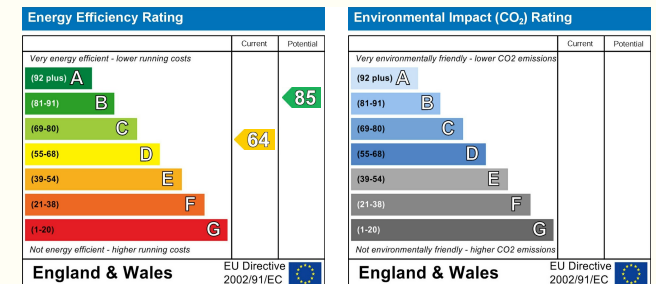 Energy Efficiency Rating
Current Potential
Very energy efficient - lower running costs
(92 plus) A
(81-91) B
(69-80) C
(55-68) D
(39-54) E
(21-38) F
(1-20) G
64
85
Not energy efficient - higher running costs
England & Wales
EU Directive
2002/91/EC
Environmental Impact (CO₂) Rating
Current Potential
Very environmentally friendly - lower CO2 emissions
(92 plus) A
(81-91) B
(69-80) C
(55-68) D
(39-54) E
(21-38) F
(1-20) G
Not environmentally friendly - higher CO2 emissions
England & Wales
EU Directive
2002/91/EC